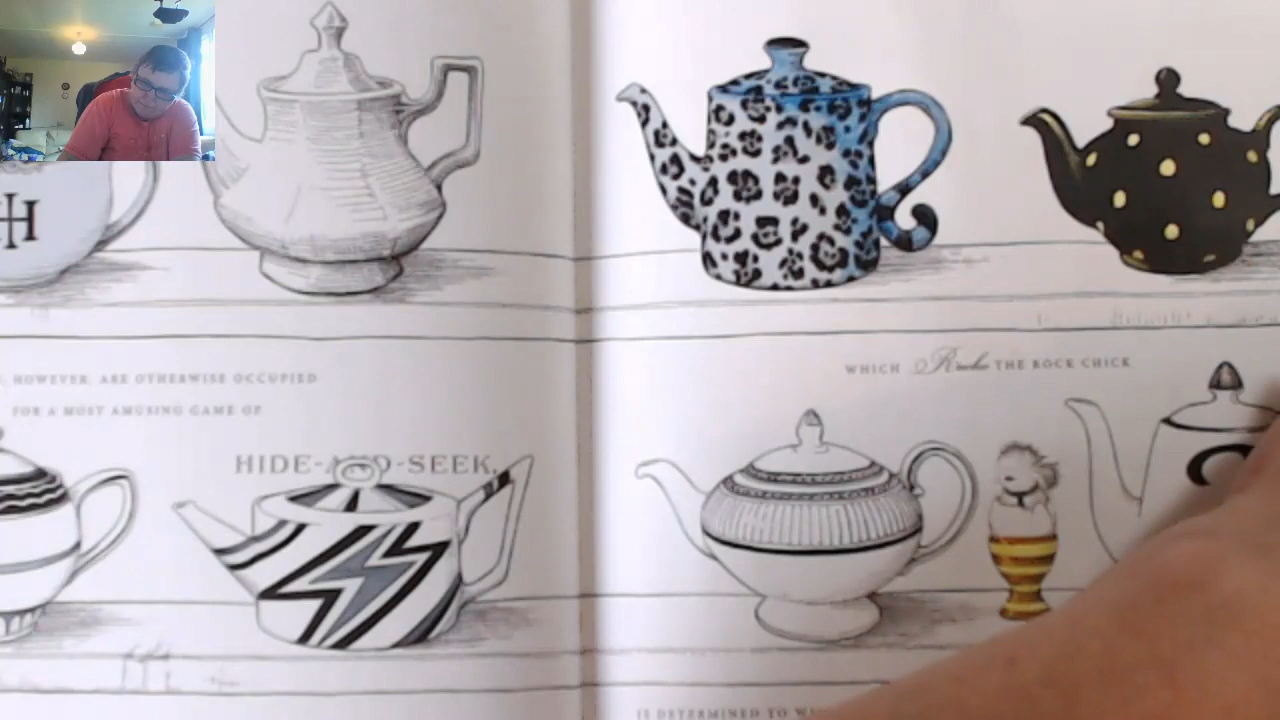 H
, HOWEVER, ARE OTHERWISE OCCUPIED
FOR A MOST AMUSING GAME OF
HIDE-AND-SEEK,
WHICH Roxie THE ROCK CHICK
IS DETERMINED TO